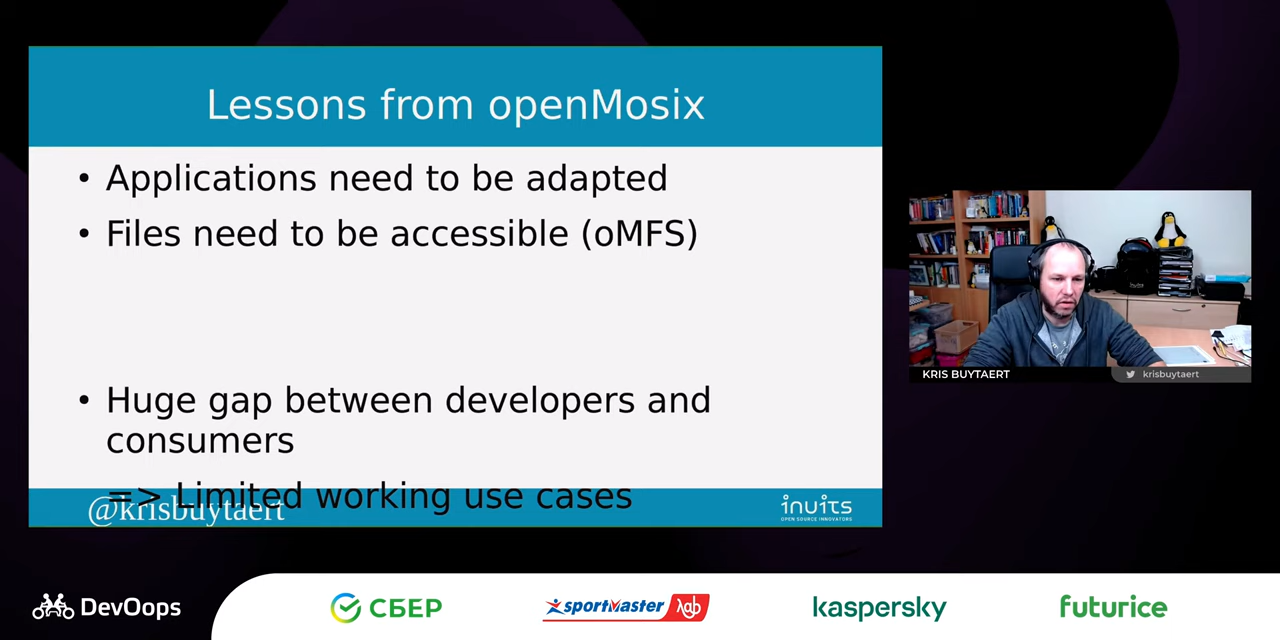 Lessons from openMosix
• Applications need to be adapted
• Files need to be accessible (oMFS)
• Huge gap between developers and
consumers
=> Limited working use cases
@krisbuytaert
inuits
OPEN SOURCE INNOVATORS
KRIS BUYTAERT
krisbuytaert
DevOops
СБЕР
sportmaster лab
kaspersky
futurice